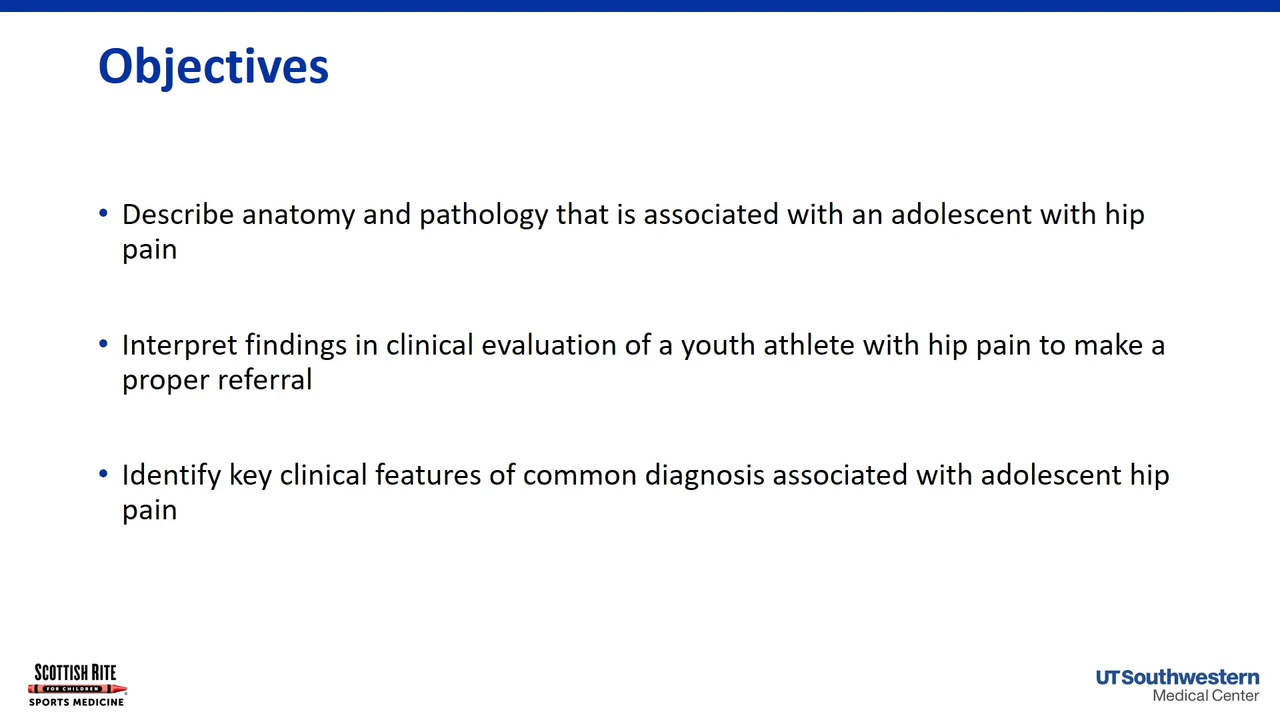 Objectives
• Describe anatomy and pathology that is associated with an adolescent with hip
pain
• Interpret findings in clinical evaluation of a youth athlete with hip pain to make a
proper referral
• Identify key clinical features of common diagnosis associated with adolescent hip
pain
SCOTTISH RITE
FOR CHILDREN
SPORTS MEDICINE
UT Southwestern
Medical Center